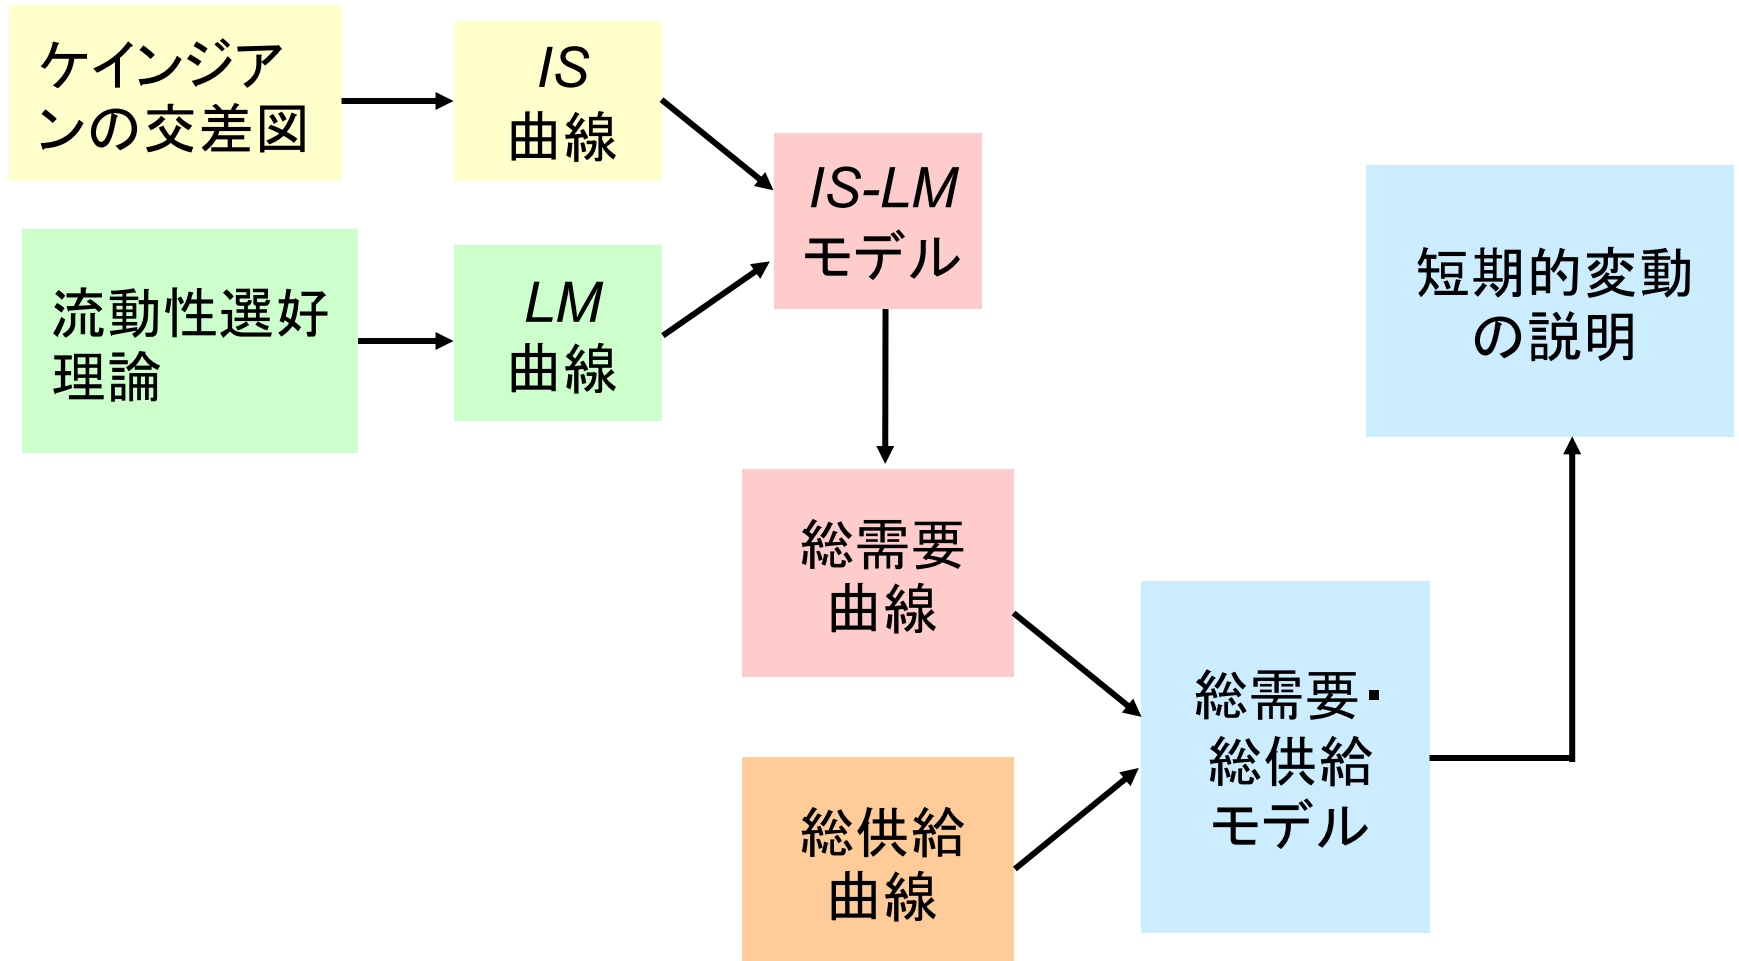 ケインジア
ンの交差図
IS
曲線
流動性選好
理論
LM
曲線
IS-LM
モデル
総需要
曲線
総供給
曲線
総需要・
総供給
モデル
短期的変動
の説明